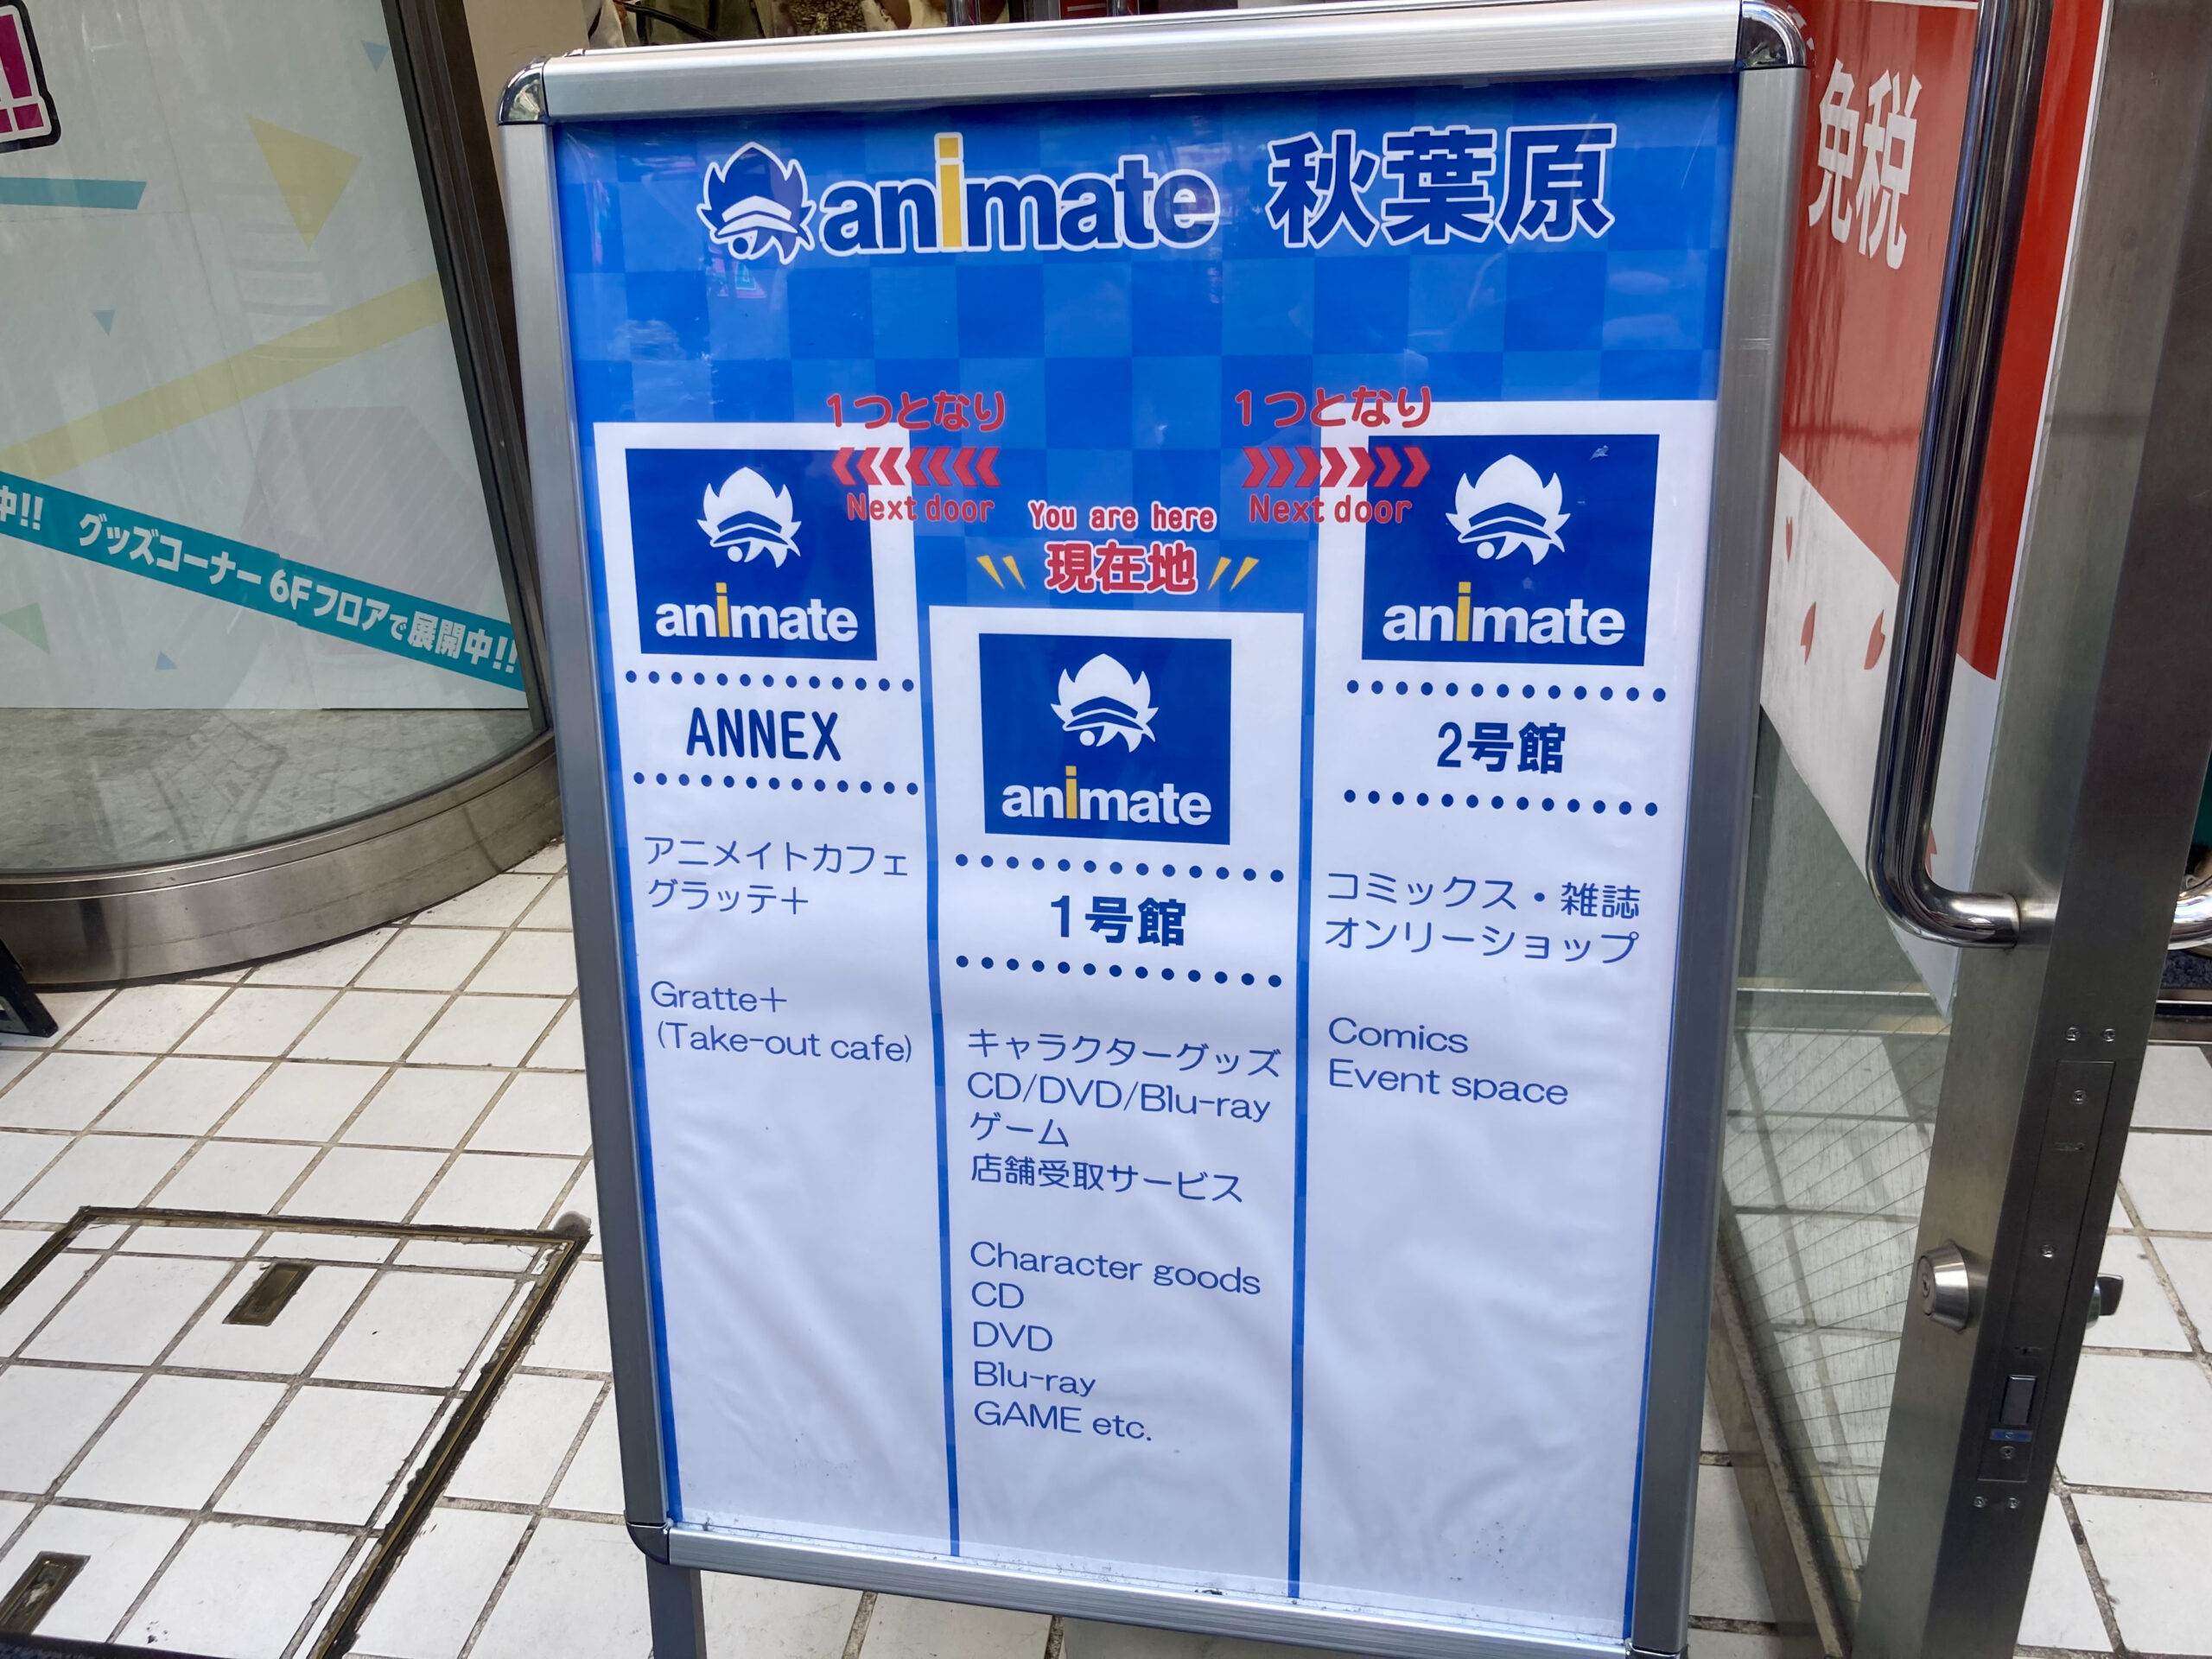 animate 秋葉原
1つとなり
Next door
1つとなり
Next door
You are here
現在地
animate
ANNEX
アニメイトカフェ
グラッテ+
Gratte+
(Take-out cafe)
animate
1号館
キャラクターグッズ
CD/DVD/Blu-ray
ゲーム
店舗受取サービス
Character goods
CD
DVD
Blu-ray
GAME etc.
animate
2号館
コミックス・雑誌
オンリーショップ
Comics
Event space
中!! グッズコーナー 6Fフロアで展開中!!
免税